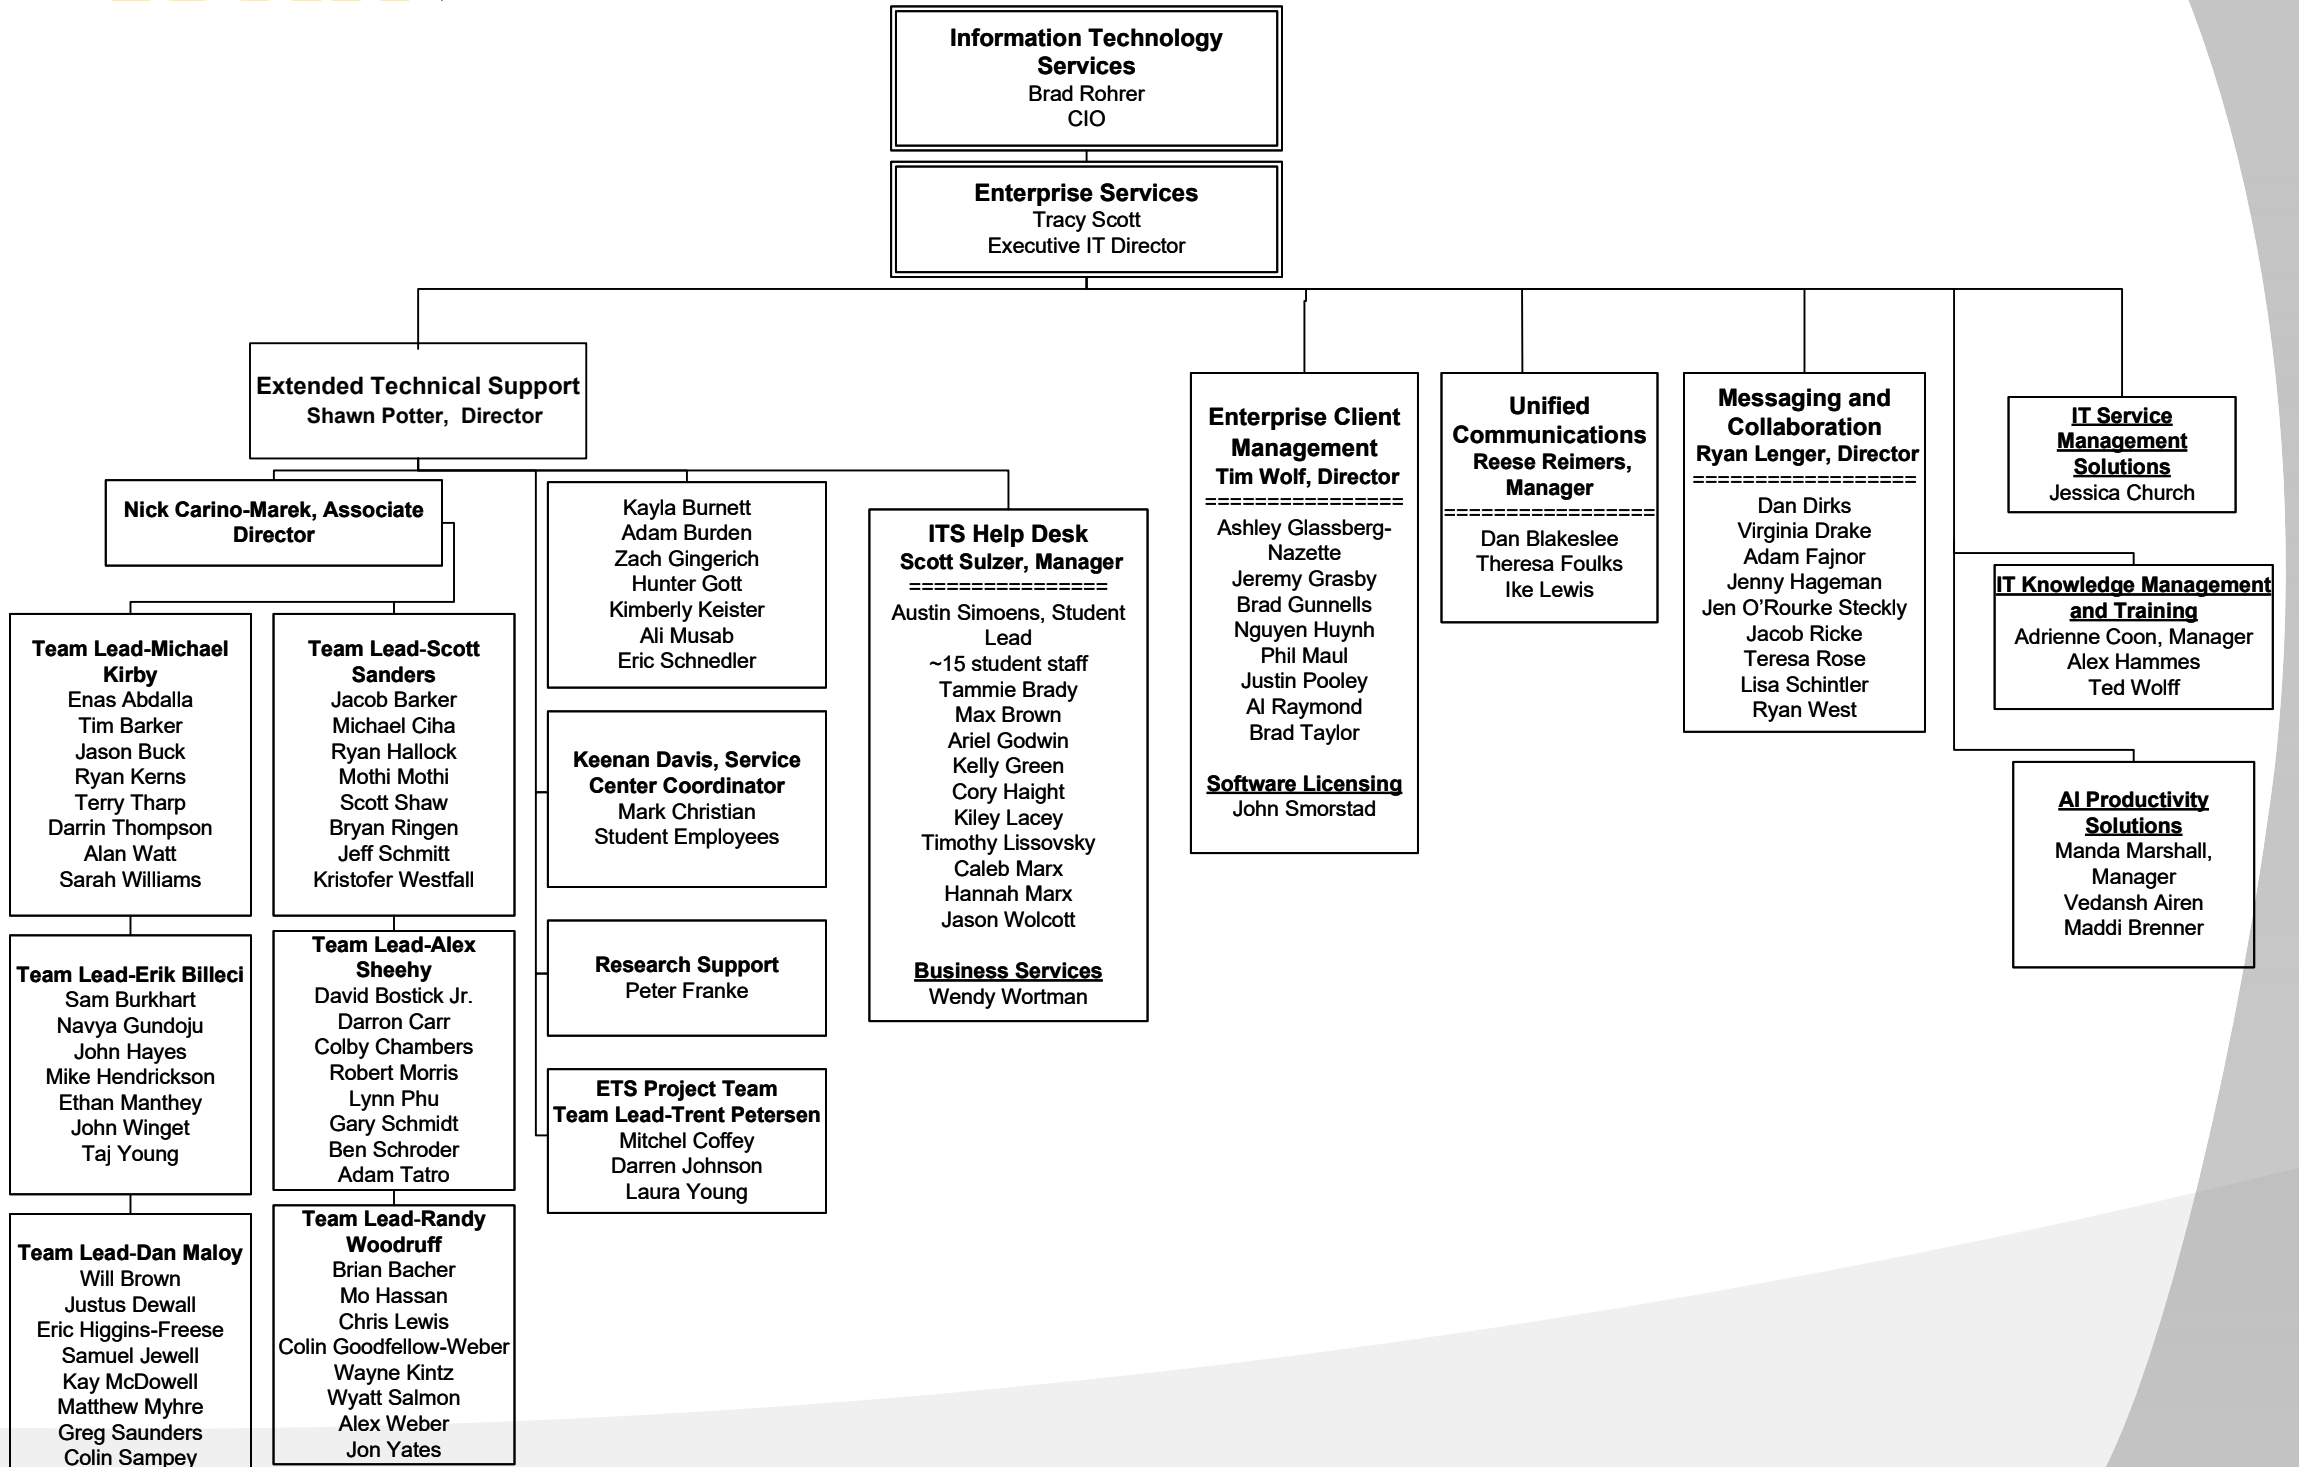 Information Technology
Services
Brad Rohrer
CIO
Enterprise Services
Tracy Scott
Executive IT Director
Extended Technical Support
Shawn Potter, Director
Nick Carino-Marek, Associate
Director
Team Lead-Michael
Kirby
Enas Abdalla
Tim Barker
Jason Buck
Ryan Kerns
Terry Tharp
Darrin Thompson
Alan Watt
Sarah Williams
Team Lead-Erik Billeci
Sam Burkhart
Navya Gundoju
John Hayes
Mike Hendrickson
Ethan Manthey
John Winget
Taj Young
Team Lead-Dan Maloy
Will Brown
Justus Dewall
Eric Higgins-Freese
Samuel Jewell
Kay McDowell
Matthew Myhre
Greg Saunders
Colin Sampey
Team Lead-Scott
Sanders
Jacob Barker
Michael Ciha
Ryan Hallock
Mothi Mothi
Scott Shaw
Bryan Ringen
Jeff Schmitt
Kristofer Westfall
Team Lead-Alex
Sheehy
David Bostick Jr.
Darron Carr
Colby Chambers
Robert Morris
Lynn Phu
Gary Schmidt
Ben Schroder
Adam Tatro
Team Lead-Randy
Woodruff
Brian Bacher
Mo Hassan
Chris Lewis
Colin Goodfellow-Weber
Wayne Kintz
Wyatt Salmon
Alex Weber
Jon Yates
Kayla Burnett
Adam Burden
Zach Gingerich
Hunter Gott
Kimberly Keister
Ali Musab
Eric Schnedler
Keenan Davis, Service
Center Coordinator
Mark Christian
Student Employees
Research Support
Peter Franke
ETS Project Team
Team Lead-Trent Petersen
Mitchel Coffey
Darren Johnson
Laura Young
ITS Help Desk
Scott Sulzer, Manager
================
Austin Simoens, Student
Lead
~15 student staff
Tammie Brady
Max Brown
Ariel Godwin
Kelly Green
Cory Haight
Kiley Lacey
Timothy Lissovsky
Caleb Marx
Hannah Marx
Jason Wolcott
Business Services
Wendy Wortman
Enterprise Client
Management
Tim Wolf, Director
================
Ashley Glassberg-
Nazette
Jeremy Grasby
Brad Gunnells
Nguyen Huynh
Phil Maul
Justin Pooley
Al Raymond
Brad Taylor
Software Licensing
John Smorstad
Unified
Communications
Reese Reimers,
Manager
=================
Dan Blakeslee
Theresa Foulks
Ike Lewis
Messaging and
Collaboration
Ryan Lenger, Director
==================
Dan Dirks
Virginia Drake
Adam Fajnor
Jenny Hageman
Jen O’Rourke Steckly
Jacob Ricke
Teresa Rose
Lisa Schintler
Ryan West
IT Service
Management
Solutions
Jessica Church
IT Knowledge Management
and Training
Adrienne Coon, Manager
Alex Hammes
Ted Wolff
AI Productivity
Solutions
Manda Marshall,
Manager
Vedansh Airen
Maddi Brenner